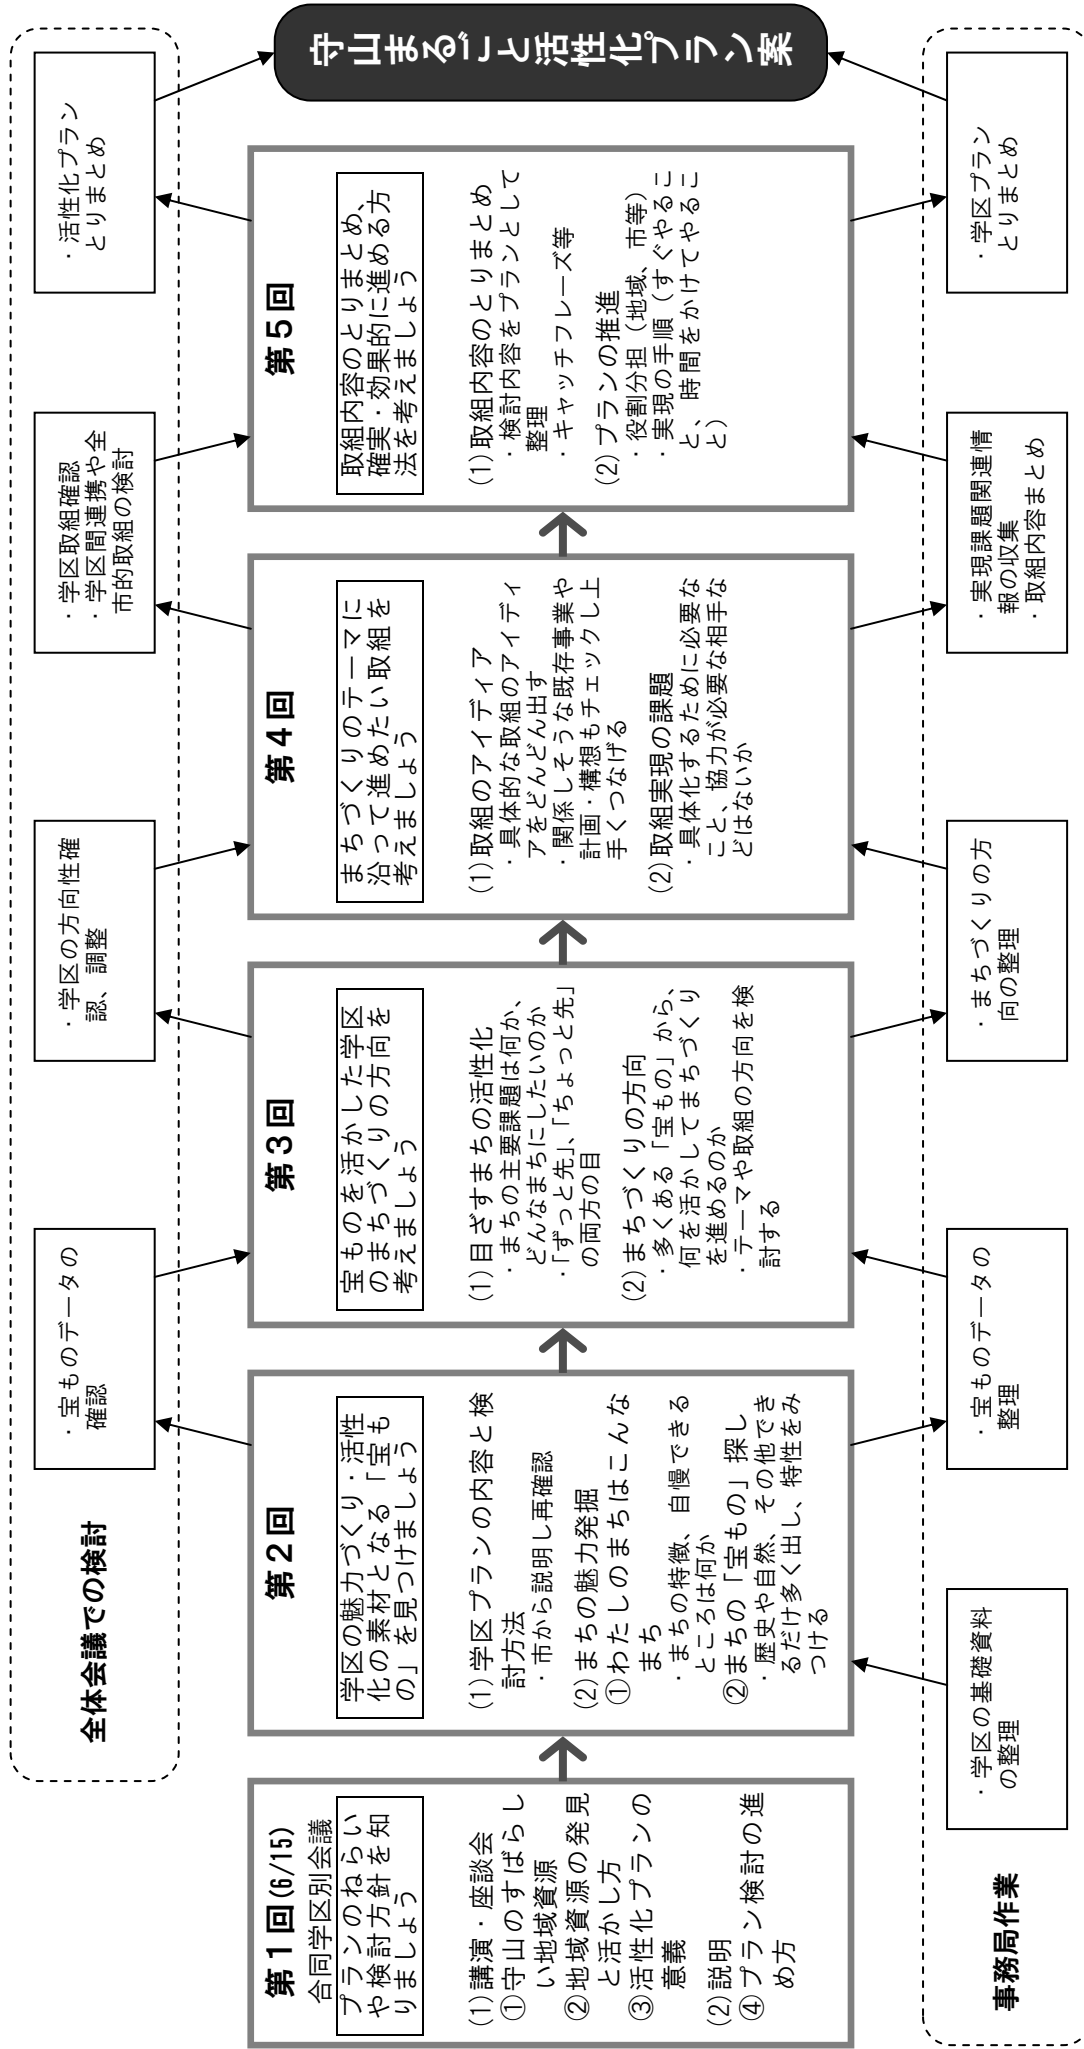 全体会議での検討
・宝ものデータの
確認
・学区の方向性確
認、調整
・学区取組確認
・学区間連携や全
市的取組の検討
・活性化プラン
とりまとめ
第1回(6/15)
合同学区別会議
プランのねらい
や検討方針を知
りましょう
(1)講演・座談会
①守山のすばらし
い地域資源
②地域資源の発見
と活かし方
③活性化プランの
意義
(2)説明
④プラン検討の進
め方
第2回
学区の魅力づくり・活性
化の素材となる「宝も
の」を見つけましょう
(1)学区プランの内容と検
討方法
・市から説明し再確認
(2)まちの魅力発掘
①わたしのまちはこんな
まち
・まちの特徴、自慢できる
ところは何か
②まちの「宝もの」探し
・歴史や自然、その他でき
るだけ多く出し、特性をみ
つける
第3回
宝ものを活かした学区
のまちづくりの方向を
考えましょう
(1)目ざすまちの活性化
・まちの主要課題は何か、
どんなまちにしたいのか
・「ずっと先」、「ちょっと先」
の両方の目
(2)まちづくりの方向
・多くある「宝もの」から、
何を活かしてまちづくり
を進めるのか
・テーマや取組の方向を検
討する
第4回
まちづくりのテーマに
沿って進めたい取組を
考えましょう
(1)取組のアイディア
・具体的な取組のアイディ
アをどんどん出す
・関係しそうな既存事業や
計画・構想もチェックし上
手くつなげる
(2)取組実現の課題
・具体化するために必要な
こと、協力が必要な相手な
どはないか
第5回
取組内容のとりまとめ、
確実・効果的に進める方
法を考えましょう
(1)取組内容のとりまとめ
・検討内容をプランとして
整理
・キャッチフレーズ等
(2)プランの推進
・役割分担（地域、市等）
・実現の手順（すぐやるこ
と、時間をかけてやるこ
と）
守山まるごと活性化プラン案
事務局作業
・学区の基礎資料
の整理
・宝ものデータの
整理
・まちづくりの方
向の整理
・実現課題関連情
報の収集
・取組内容まとめ
・学区プラン
とりまとめ